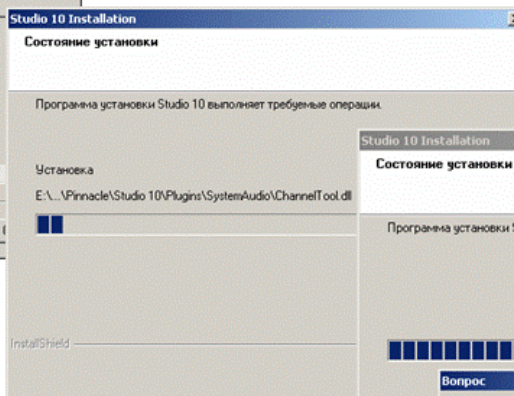 Studio 10 Installation
Состояние установки
Программа установки Studio 10 выполняет требуемые операции.
Установка
E:\...\Pinnacle\Studio 10\Plugins\SystemAudio\ChannelTool.dll
InstallShield
Studio 10 Installation
Состояние установки
Программа установки
Вопрос